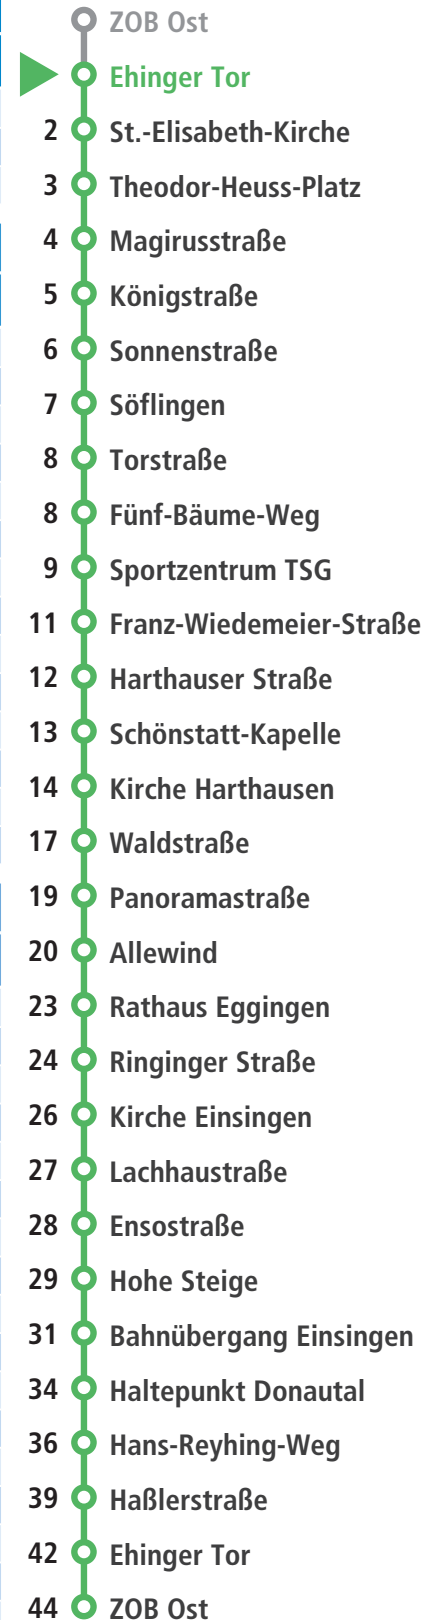 ZOB Ost
Ehinger Tor
2 St.-Elisabeth-Kirche
3 Theodor-Heuss-Platz
4 Magirusstraße
5 Königstraße
6 Sonnenstraße
7 Söflingen
8 Torstraße
8 Fünf-Bäume-Weg
9 Sportzentrum TSG
11 Franz-Wiedemeier-Straße
12 Harthauser Straße
13 Schönstatt-Kapelle
14 Kirche Harthausen
17 Waldstraße
19 Panoramastraße
20 Allewind
23 Rathaus Eggingen
24 Ringinger Straße
26 Kirche Einsingen
27 Lachhaustraße
28 Ensostraße
29 Hohe Steige
31 Bahnübergang Einsingen
34 Haltepunkt Donautal
36 Hans-Reyhing-Weg
39 Haßlerstraße
42 Ehinger Tor
44 ZOB Ost